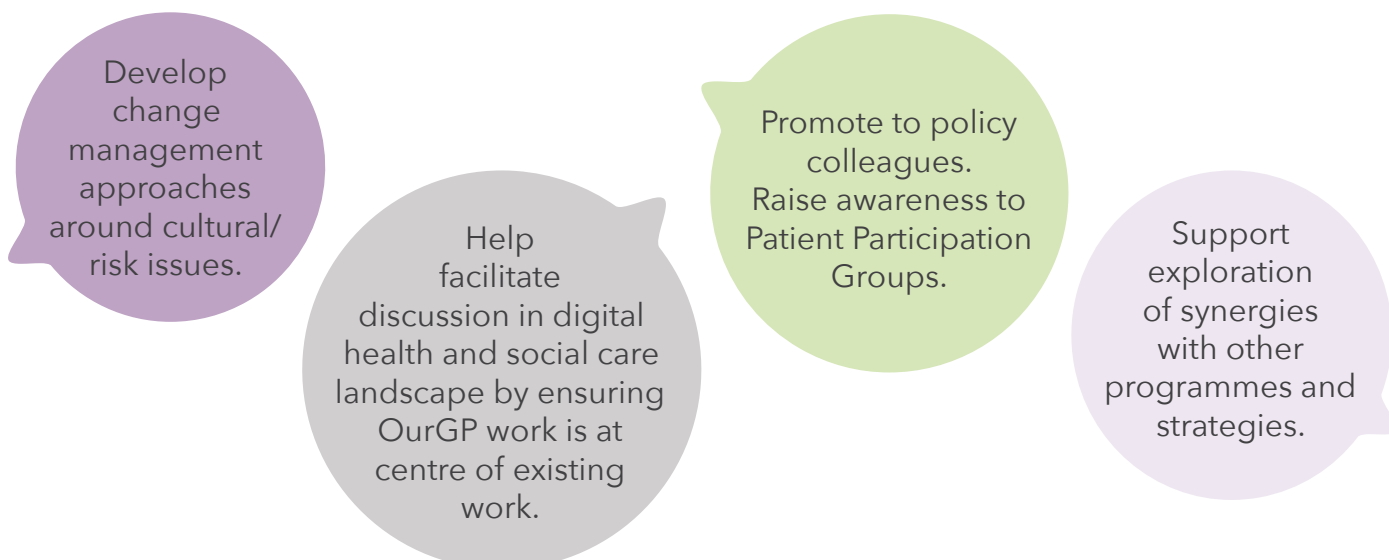 Develop
change
management
approaches
around cultural/
risk issues.
Help
facilitate
discussion in digital
health and social care
landscape by ensuring
OurGP work is at
centre of existing
work.
Promote to policy
colleagues.
Raise awareness to
Patient Participation
Groups.
Support
exploration
of synergies
with other
programmes and
strategies.